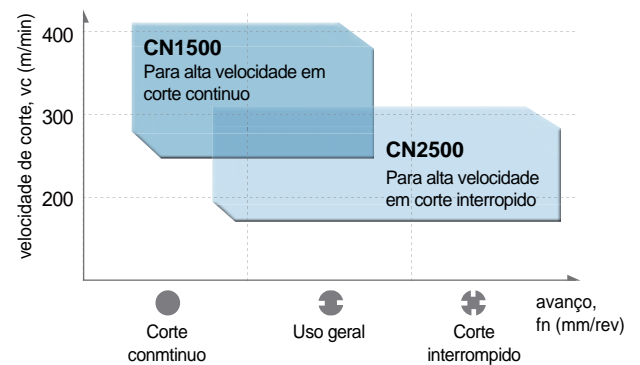 velocidade de corte, vc (m/min)
400
300
200
CN1500
Para alta velocidade em
corte continuo
CN2500
Para alta velocidade
em corte interropido
Corte
conmtinuo
Uso geral
Corte
interrompido
avanço,
fn (mm/rev)